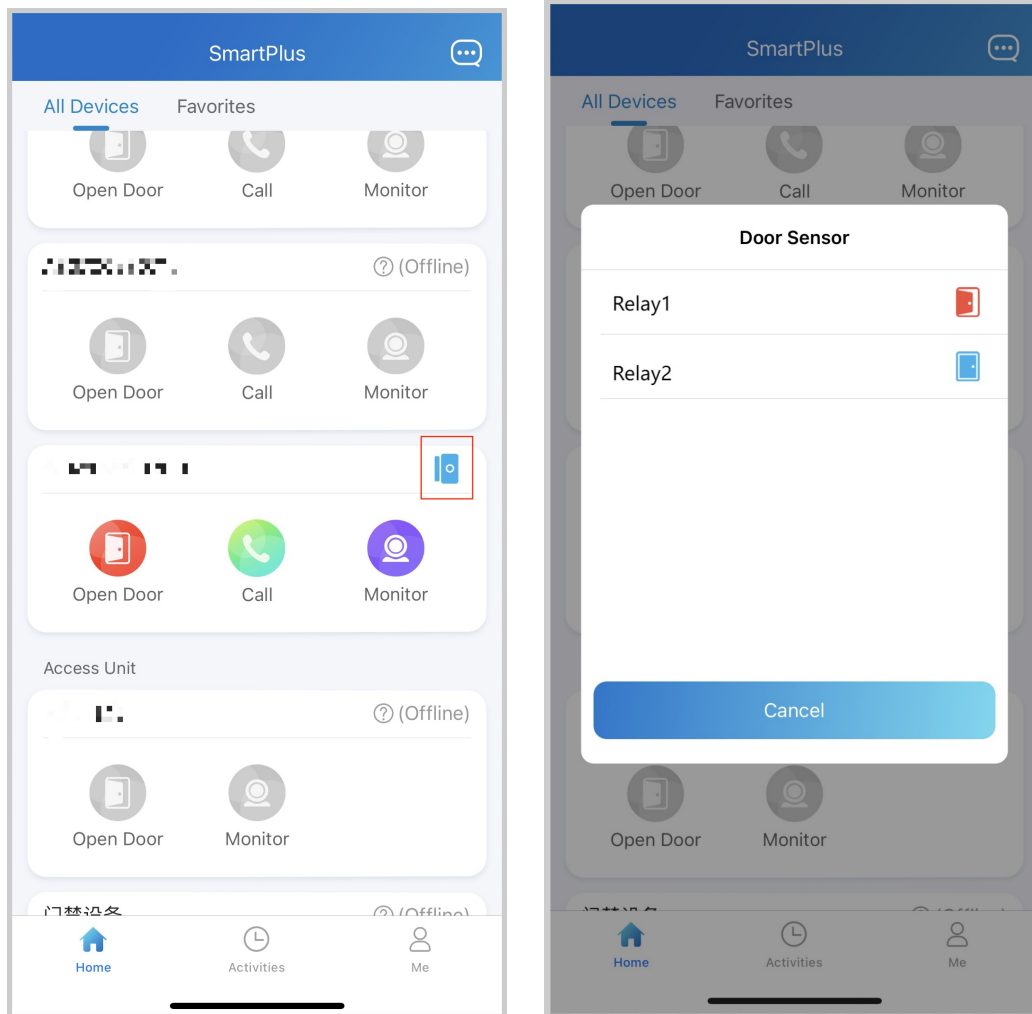 SmartPlus
All Devices Favorites
Open Door Call Monitor
(Offline)
Open Door Call Monitor
Open Door Call Monitor
Access Unit
(Offline)
Open Door Monitor
门禁设备 (Offline)
Home Activities Me
SmartPlus
All Devices Favorites
Open Door Call Monitor
Door Sensor
Relay1
Relay2
Cancel
Open Door Monitor
Home Activities Me